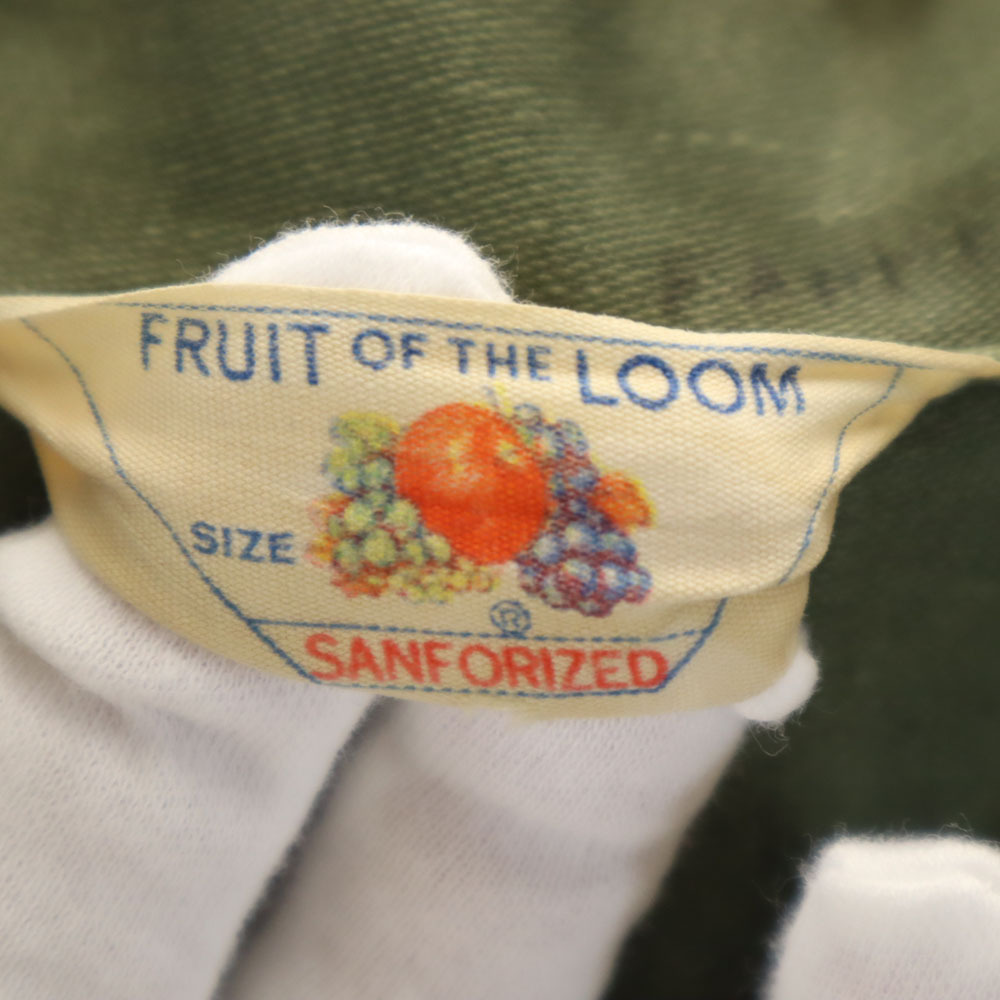 FRUIT OF THE LOOM
SIZE
®
SANFORIZED